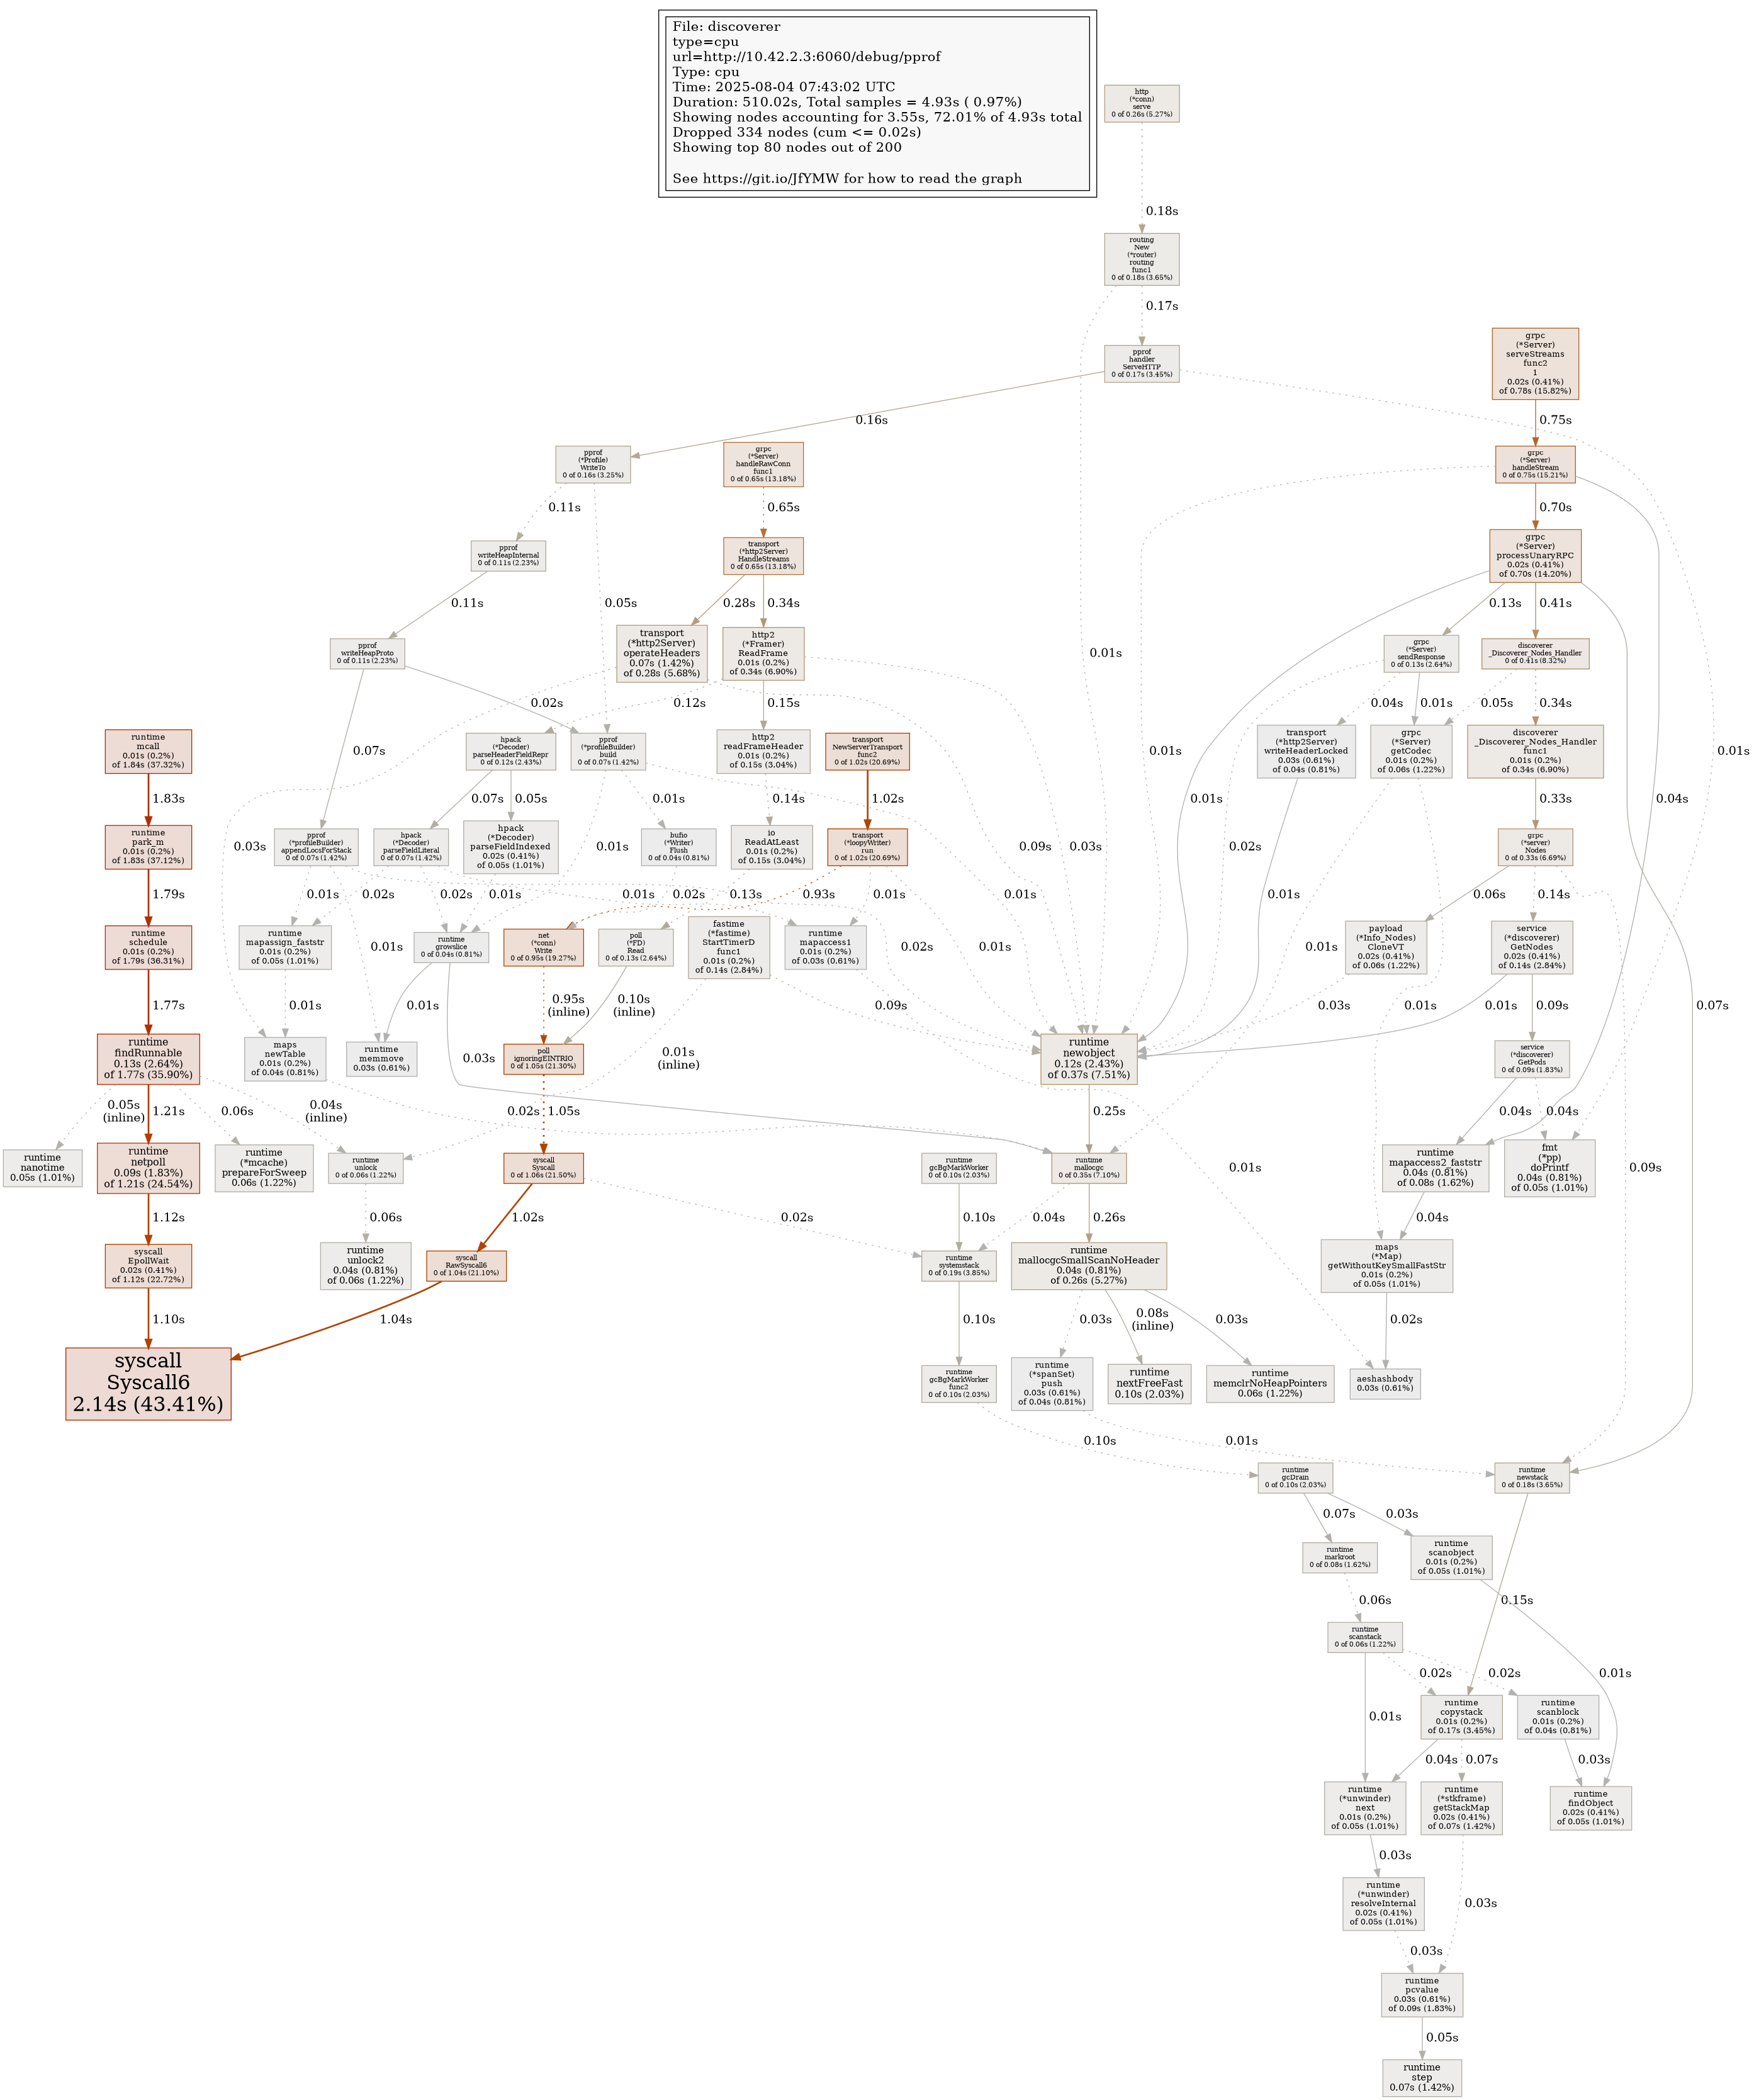 File: discoverer
type=cpu
url=http://10.42.2.3:6060/debug/pprof
Type: cpu
Time: 2025-08-04 07:43:02 UTC
Duration: 510.02s, Total samples = 4.93s ( 0.97%)
Showing nodes accounting for 3.55s, 72.01% of 4.93s total
Dropped 334 nodes (cum <= 0.02s)
Showing top 80 nodes out of 200
See https://git.io/JfYMW for how to read the graph
http
(*conn)
serve
0 of 0.26s (5.27%)
0.18s
routing
New
(*router)
routing
func1
0 of 0.18s (3.65%)
0.17s
0.01s
pprof
handler
ServeHTTP
0 of 0.17s (3.45%)
0.16s
0.01s
grpc
(*Server)
serveStreams
func2
1
0.02s (0.41%)
of 0.78s (15.82%)
0.75s
pprof
(*Profile)
WriteTo
0 of 0.16s (3.25%)
0.11s
0.05s
grpc
(*Server)
handleRawConn
func1
0 of 0.65s (13.18%)
0.65s
grpc
(*Server)
handleStream
0 of 0.75s (15.21%)
0.70s
0.01s
0.04s
pprof
writeHeapInternal
0 of 0.11s (2.23%)
0.11s
transport
(*http2Server)
HandleStreams
0 of 0.65s (13.18%)
0.28s
0.34s
grpc
(*Server)
processUnaryRPC
0.02s (0.41%)
of 0.70s (14.20%)
0.13s
0.41s
0.01s
0.07s
pprof
writeHeapProto
0 of 0.11s (2.23%)
0.07s
0.02s
transport
(*http2Server)
operateHeaders
0.07s (1.42%)
of 0.28s (5.68%)
0.03s
0.09s
http2
(*Framer)
ReadFrame
0.01s (0.2%)
of 0.34s (6.90%)
0.12s
0.15s
0.03s
grpc
(*Server)
sendResponse
0 of 0.13s (2.64%)
0.04s
0.01s
0.02s
discoverer
_Discoverer_Nodes_Handler
0 of 0.41s (8.32%)
0.05s
0.34s
runtime
mcall
0.01s (0.2%)
of 1.84s (37.32%)
1.83s
hpack
(*Decoder)
parseHeaderFieldRepr
0 of 0.12s (2.43%)
0.07s
0.05s
pprof
(*profileBuilder)
build
0 of 0.07s (1.42%)
0.01s
0.01s
0.01s
http2
readFrameHeader
0.01s (0.2%)
of 0.15s (3.04%)
0.14s
transport
NewServerTransport
func2
0 of 1.02s (20.69%)
1.02s
transport
(*http2Server)
writeHeaderLocked
0.03s (0.61%)
of 0.04s (0.81%)
0.01s
grpc
(*Server)
getCodec
0.01s (0.2%)
of 0.06s (1.22%)
0.01s
0.01s
discoverer
_Discoverer_Nodes_Handler
func1
0.01s (0.2%)
of 0.34s (6.90%)
0.33s
runtime
park_m
0.01s (0.2%)
of 1.83s (37.12%)
1.79s
pprof
(*profileBuilder)
appendLocsForStack
0 of 0.07s (1.42%)
0.01s
0.01s
0.01s
hpack
(*Decoder)
parseFieldLiteral
0 of 0.07s (1.42%)
0.02s
0.02s
0.02s
hpack
(*Decoder)
parseFieldIndexed
0.02s (0.41%)
of 0.05s (1.01%)
0.01s
bufio
(*Writer)
Flush
0 of 0.04s (0.81%)
0.02s
io
ReadAtLeast
0.01s (0.2%)
of 0.15s (3.04%)
0.13s
transport
(*loopyWriter)
run
0 of 1.02s (20.69%)
0.93s
0.01s
0.01s
grpc
(*server)
Nodes
0 of 0.33s (6.69%)
0.06s
0.14s
0.09s
runtime
schedule
0.01s (0.2%)
of 1.79s (36.31%)
1.77s
runtime
mapassign_faststr
0.01s (0.2%)
of 0.05s (1.01%)
0.01s
runtime
growslice
0 of 0.04s (0.81%)
0.01s
0.03s
net
(*conn)
Write
0 of 0.95s (19.27%)
0.95s
(inline)
poll
(*FD)
Read
0 of 0.13s (2.64%)
0.10s
(inline)
fastime
(*fastime)
StartTimerD
func1
0.01s (0.2%)
of 0.14s (2.84%)
0.01s
(inline)
0.09s
runtime
mapaccess1
0.01s (0.2%)
of 0.03s (0.61%)
0.01s
payload
(*Info_Nodes)
CloneVT
0.02s (0.41%)
of 0.06s (1.22%)
0.03s
service
(*discoverer)
GetNodes
0.02s (0.41%)
of 0.14s (2.84%)
0.01s
0.09s
runtime
findRunnable
0.13s (2.64%)
of 1.77s (35.90%)
0.05s
(inline)
1.21s
0.06s
0.04s
(inline)
maps
newTable
0.01s (0.2%)
of 0.04s (0.81%)
0.02s
runtime
memmove
0.03s (0.61%)
poll
ignoringEINTRIO
0 of 1.05s (21.30%)
1.05s
runtime
newobject
0.12s (2.43%)
of 0.37s (7.51%)
0.25s
service
(*discoverer)
GetPods
0 of 0.09s (1.83%)
0.04s
0.04s
runtime
nanotime
0.05s (1.01%)
runtime
netpoll
0.09s (1.83%)
of 1.21s (24.54%)
1.12s
runtime
(*mcache)
prepareForSweep
0.06s (1.22%)
runtime
unlock
0 of 0.06s (1.22%)
0.06s
syscall
Syscall
0 of 1.06s (21.50%)
1.02s
0.02s
runtime
gcBgMarkWorker
0 of 0.10s (2.03%)
0.10s
runtime
mallocgc
0 of 0.35s (7.10%)
0.04s
0.26s
runtime
mapaccess2_faststr
0.04s (0.81%)
of 0.08s (1.62%)
0.04s
fmt
(*pp)
doPrintf
0.04s (0.81%)
of 0.05s (1.01%)
syscall
EpollWait
0.02s (0.41%)
of 1.12s (22.72%)
1.10s
runtime
unlock2
0.04s (0.81%)
of 0.06s (1.22%)
syscall
RawSyscall6
0 of 1.04s (21.10%)
1.04s
runtime
systemstack
0 of 0.19s (3.85%)
0.10s
runtime
mallocgcSmallScanNoHeader
0.04s (0.81%)
of 0.26s (5.27%)
0.03s
0.08s
(inline)
0.03s
maps
(*Map)
getWithoutKeySmallFastStr
0.01s (0.2%)
of 0.05s (1.01%)
0.02s
syscall
Syscall6
2.14s (43.41%)
runtime
gcBgMarkWorker
func2
0 of 0.10s (2.03%)
0.10s
runtime
(*spanSet)
push
0.03s (0.61%)
of 0.04s (0.81%)
0.01s
runtime
nextFreeFast
0.10s (2.03%)
runtime
memclrNoHeapPointers
0.06s (1.22%)
aeshashbody
0.03s (0.61%)
runtime
gcDrain
0 of 0.10s (2.03%)
0.07s
0.03s
runtime
newstack
0 of 0.18s (3.65%)
0.15s
runtime
markroot
0 of 0.08s (1.62%)
0.06s
runtime
scanobject
0.01s (0.2%)
of 0.05s (1.01%)
0.01s
runtime
scanstack
0 of 0.06s (1.22%)
0.01s
0.02s
0.02s
runtime
copystack
0.01s (0.2%)
of 0.17s (3.45%)
0.04s
0.07s
runtime
scanblock
0.01s (0.2%)
of 0.04s (0.81%)
0.03s
runtime
(*unwinder)
next
0.01s (0.2%)
of 0.05s (1.01%)
0.03s
runtime
(*stkframe)
getStackMap
0.02s (0.41%)
of 0.07s (1.42%)
0.03s
runtime
findObject
0.02s (0.41%)
of 0.05s (1.01%)
runtime
(*unwinder)
resolveInternal
0.02s (0.41%)
of 0.05s (1.01%)
0.03s
runtime
pcvalue
0.03s (0.61%)
of 0.09s (1.83%)
0.05s
runtime
step
0.07s (1.42%)